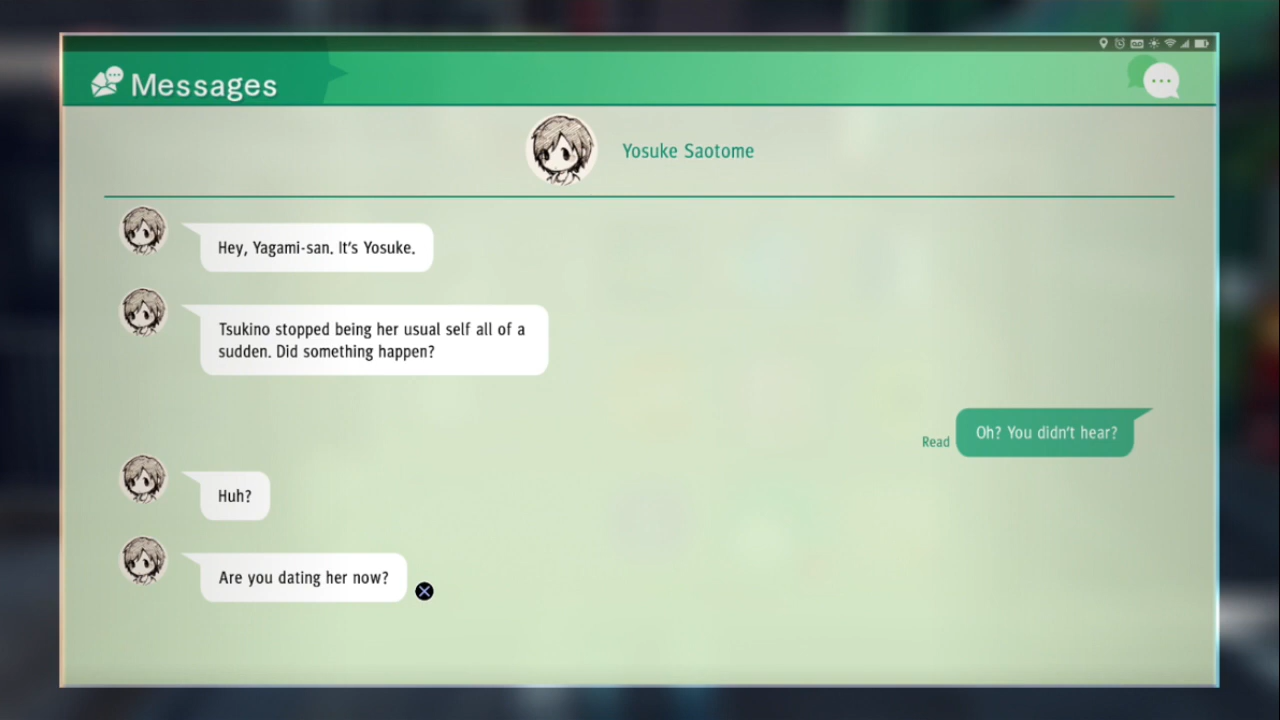 Messages
Yosuke Saotome
Hey, Yagami-san. It's Yosuke.
Tsukino stopped being her usual self all of a
sudden. Did something happen?
Read
Oh? You didn't hear?
Huh?
Are you dating her now?